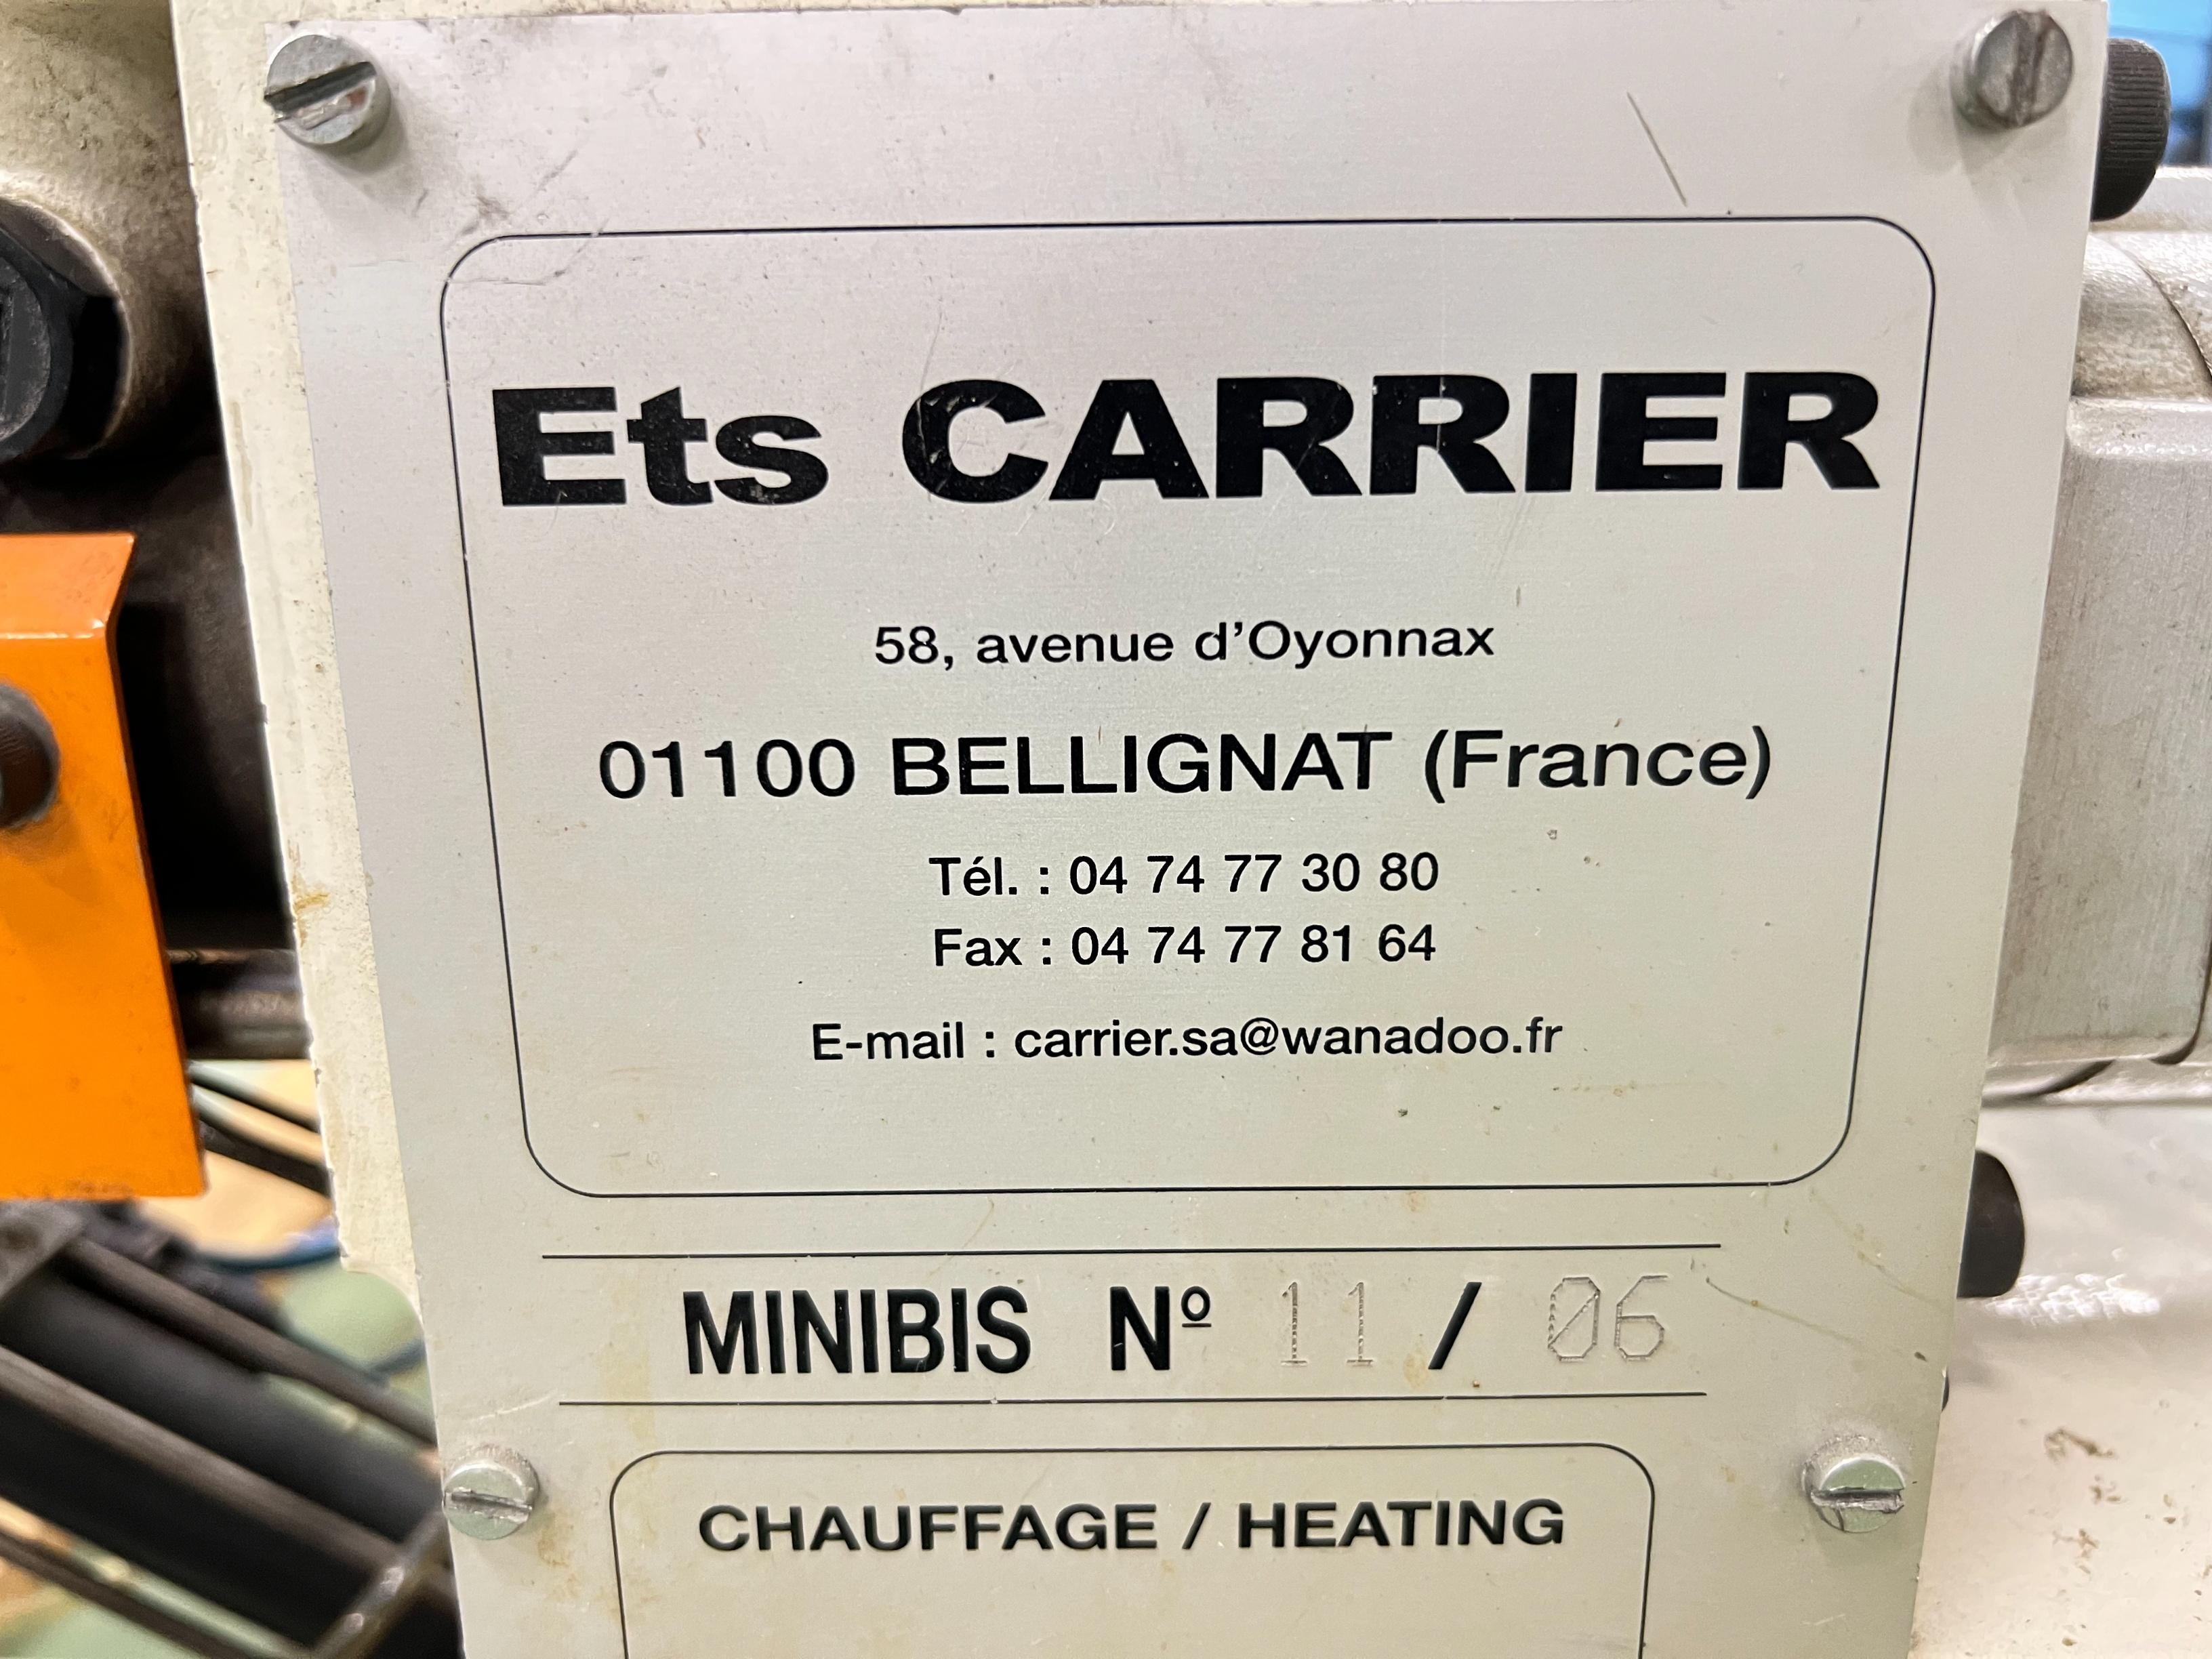 Ets CARRIER
58, avenue d'Oyonnax
01100 BELLIGNAT (France)
Tél. : 04 74 77 30 80
Fax : 04 74 77 81 64
E-mail : carrier.sa@wanadoo.fr
MINIBIS Nº 11 / 06
CHAUFFAGE / HEATING